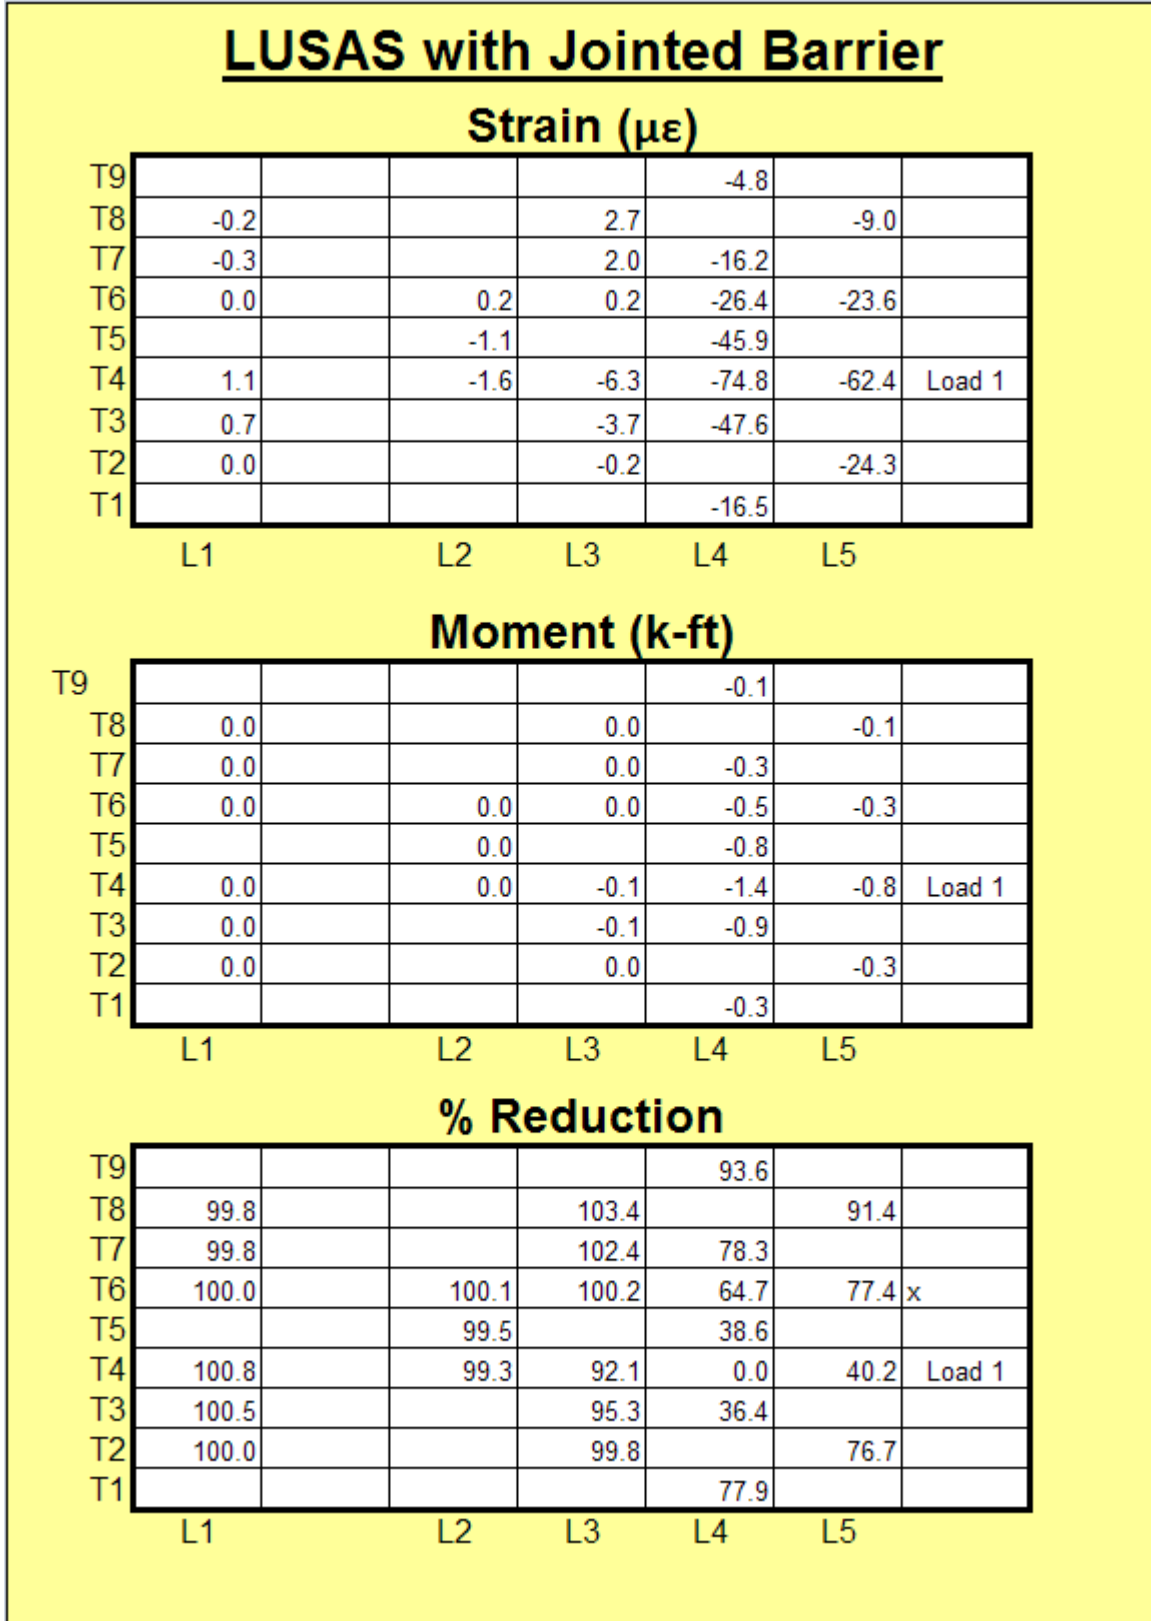 LUSAS with Jointed Barrier
Strain (με)
T9 -4.8
T8 -0.2 2.7 -9.0
T7 -0.3 2.0 -16.2
T6 0.0 0.2 0.2 -26.4 -23.6
T5 -1.1 -45.9
T4 1.1 -1.6 -6.3 -74.8 -62.4 Load 1
T3 0.7 -3.7 -47.6
T2 0.0 -0.2 -24.3
T1 -16.5
L1 L2 L3 L4 L5
Moment (k-ft)
T9 -0.1
T8 0.0 0.0 -0.1
T7 0.0 0.0 -0.3
T6 0.0 0.0 0.0 -0.5 -0.3
T5 0.0 -0.8
T4 0.0 0.0 -0.1 -1.4 -0.8 Load 1
T3 0.0 -0.1 -0.9
T2 0.0 0.0 -0.3
T1 -0.3
L1 L2 L3 L4 L5
% Reduction
T9 93.6
T8 99.8 103.4 91.4
T7 99.8 102.4 78.3
T6 100.0 100.1 100.2 64.7 77.4 x
T5 99.5 38.6
T4 100.8 99.3 92.1 0.0 40.2 Load 1
T3 100.5 95.3 36.4
T2 100.0 99.8 76.7
T1 77.9
L1 L2 L3 L4 L5